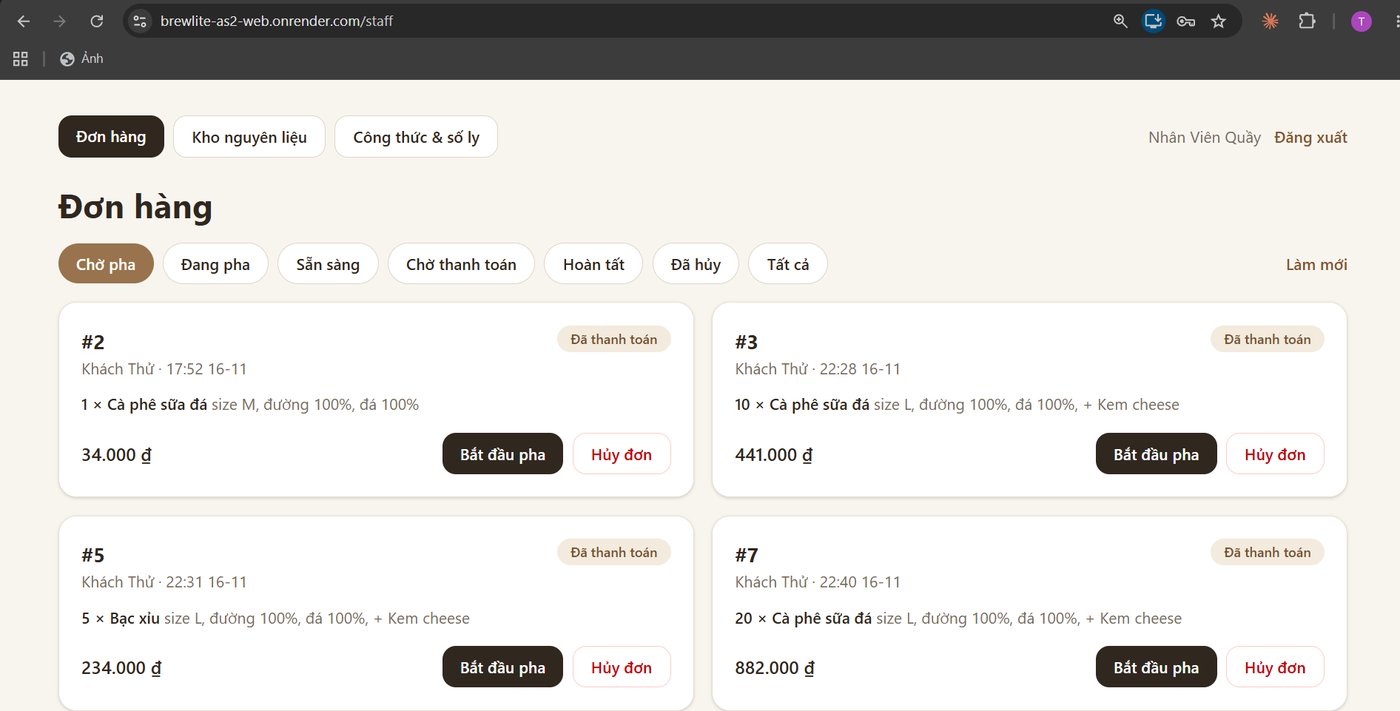 brewlite-as2-web.onrender.com/staff
T
Ảnh
Đơn hàng
Kho nguyên liệu
Công thức & số ly
Nhân Viên Quầy
Đăng xuất
Đơn hàng
Chờ pha
Đang pha
Sẵn sàng
Chờ thanh toán
Hoàn tất
Đã hủy
Tất cả
Làm mới
#2
Đã thanh toán
Khách Thử · 17:52 16-11
1 × Cà phê sữa đá size M, đường 100%, đá 100%
34.000 ₫
Bắt đầu pha
Hủy đơn
#3
Đã thanh toán
Khách Thử · 22:28 16-11
10 × Cà phê sữa đá size L, đường 100%, đá 100%, + Kem cheese
441.000 ₫
Bắt đầu pha
Hủy đơn
#5
Đã thanh toán
Khách Thử · 22:31 16-11
5 × Bạc xỉu size L, đường 100%, đá 100%, + Kem cheese
234.000 ₫
Bắt đầu pha
Hủy đơn
#7
Đã thanh toán
Khách Thử · 22:40 16-11
20 × Cà phê sữa đá size L, đường 100%, đá 100%, + Kem cheese
882.000 ₫
Bắt đầu pha
Hủy đơn